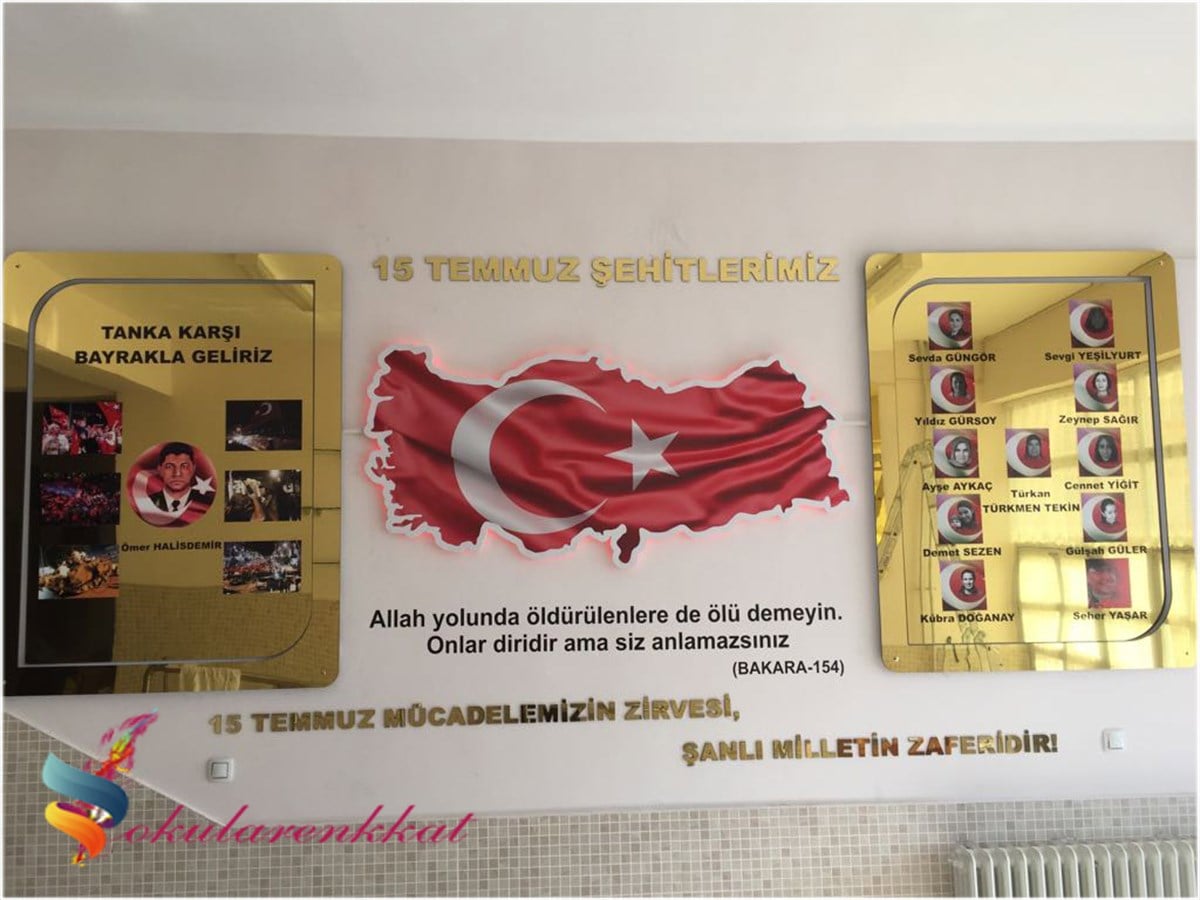 15 TEMMUZ ŞEHİTLERİMİZ
TANKA KARŞI
BAYRAKLA GELİRİZ
Ömer HALİSDEMİR
Sevda GÜNGÖR
Sevgi YEŞİLYURT
Yıldız GÜRSOY
Zeynep SAĞIR
Ayşe AYKAÇ
Türkan
TÜRKMEN TEKİN
Cennet YİĞİT
Demet SEZEN
Gülşah GÜLER
Kübra DOĞANAY
Seher YAŞAR
Allah yolunda öldürülenlere de ölü demeyin.
Onlar diridir ama siz anlamazsınız
(BAKARA-154)
15 TEMMUZ MÜCADELEMİZİN ZİRVESİ,
ŞANLI MİLLETİN ZAFERİDİR!
okularenkkat